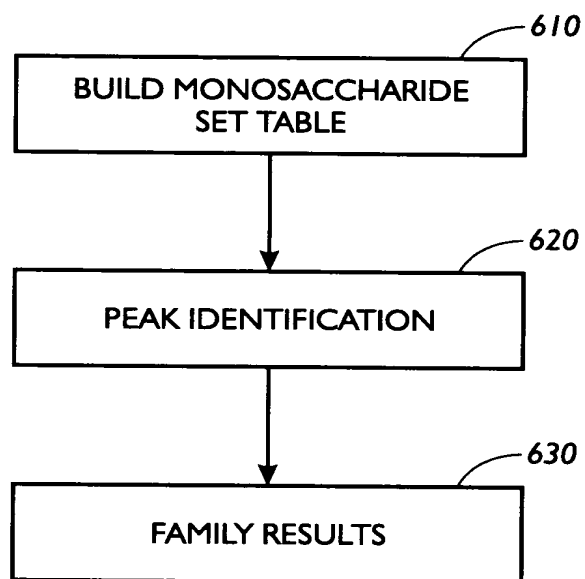 610
BUILD MONOSACCHARIDE
SET TABLE
620
PEAK IDENTIFICATION
630
FAMILY RESULTS